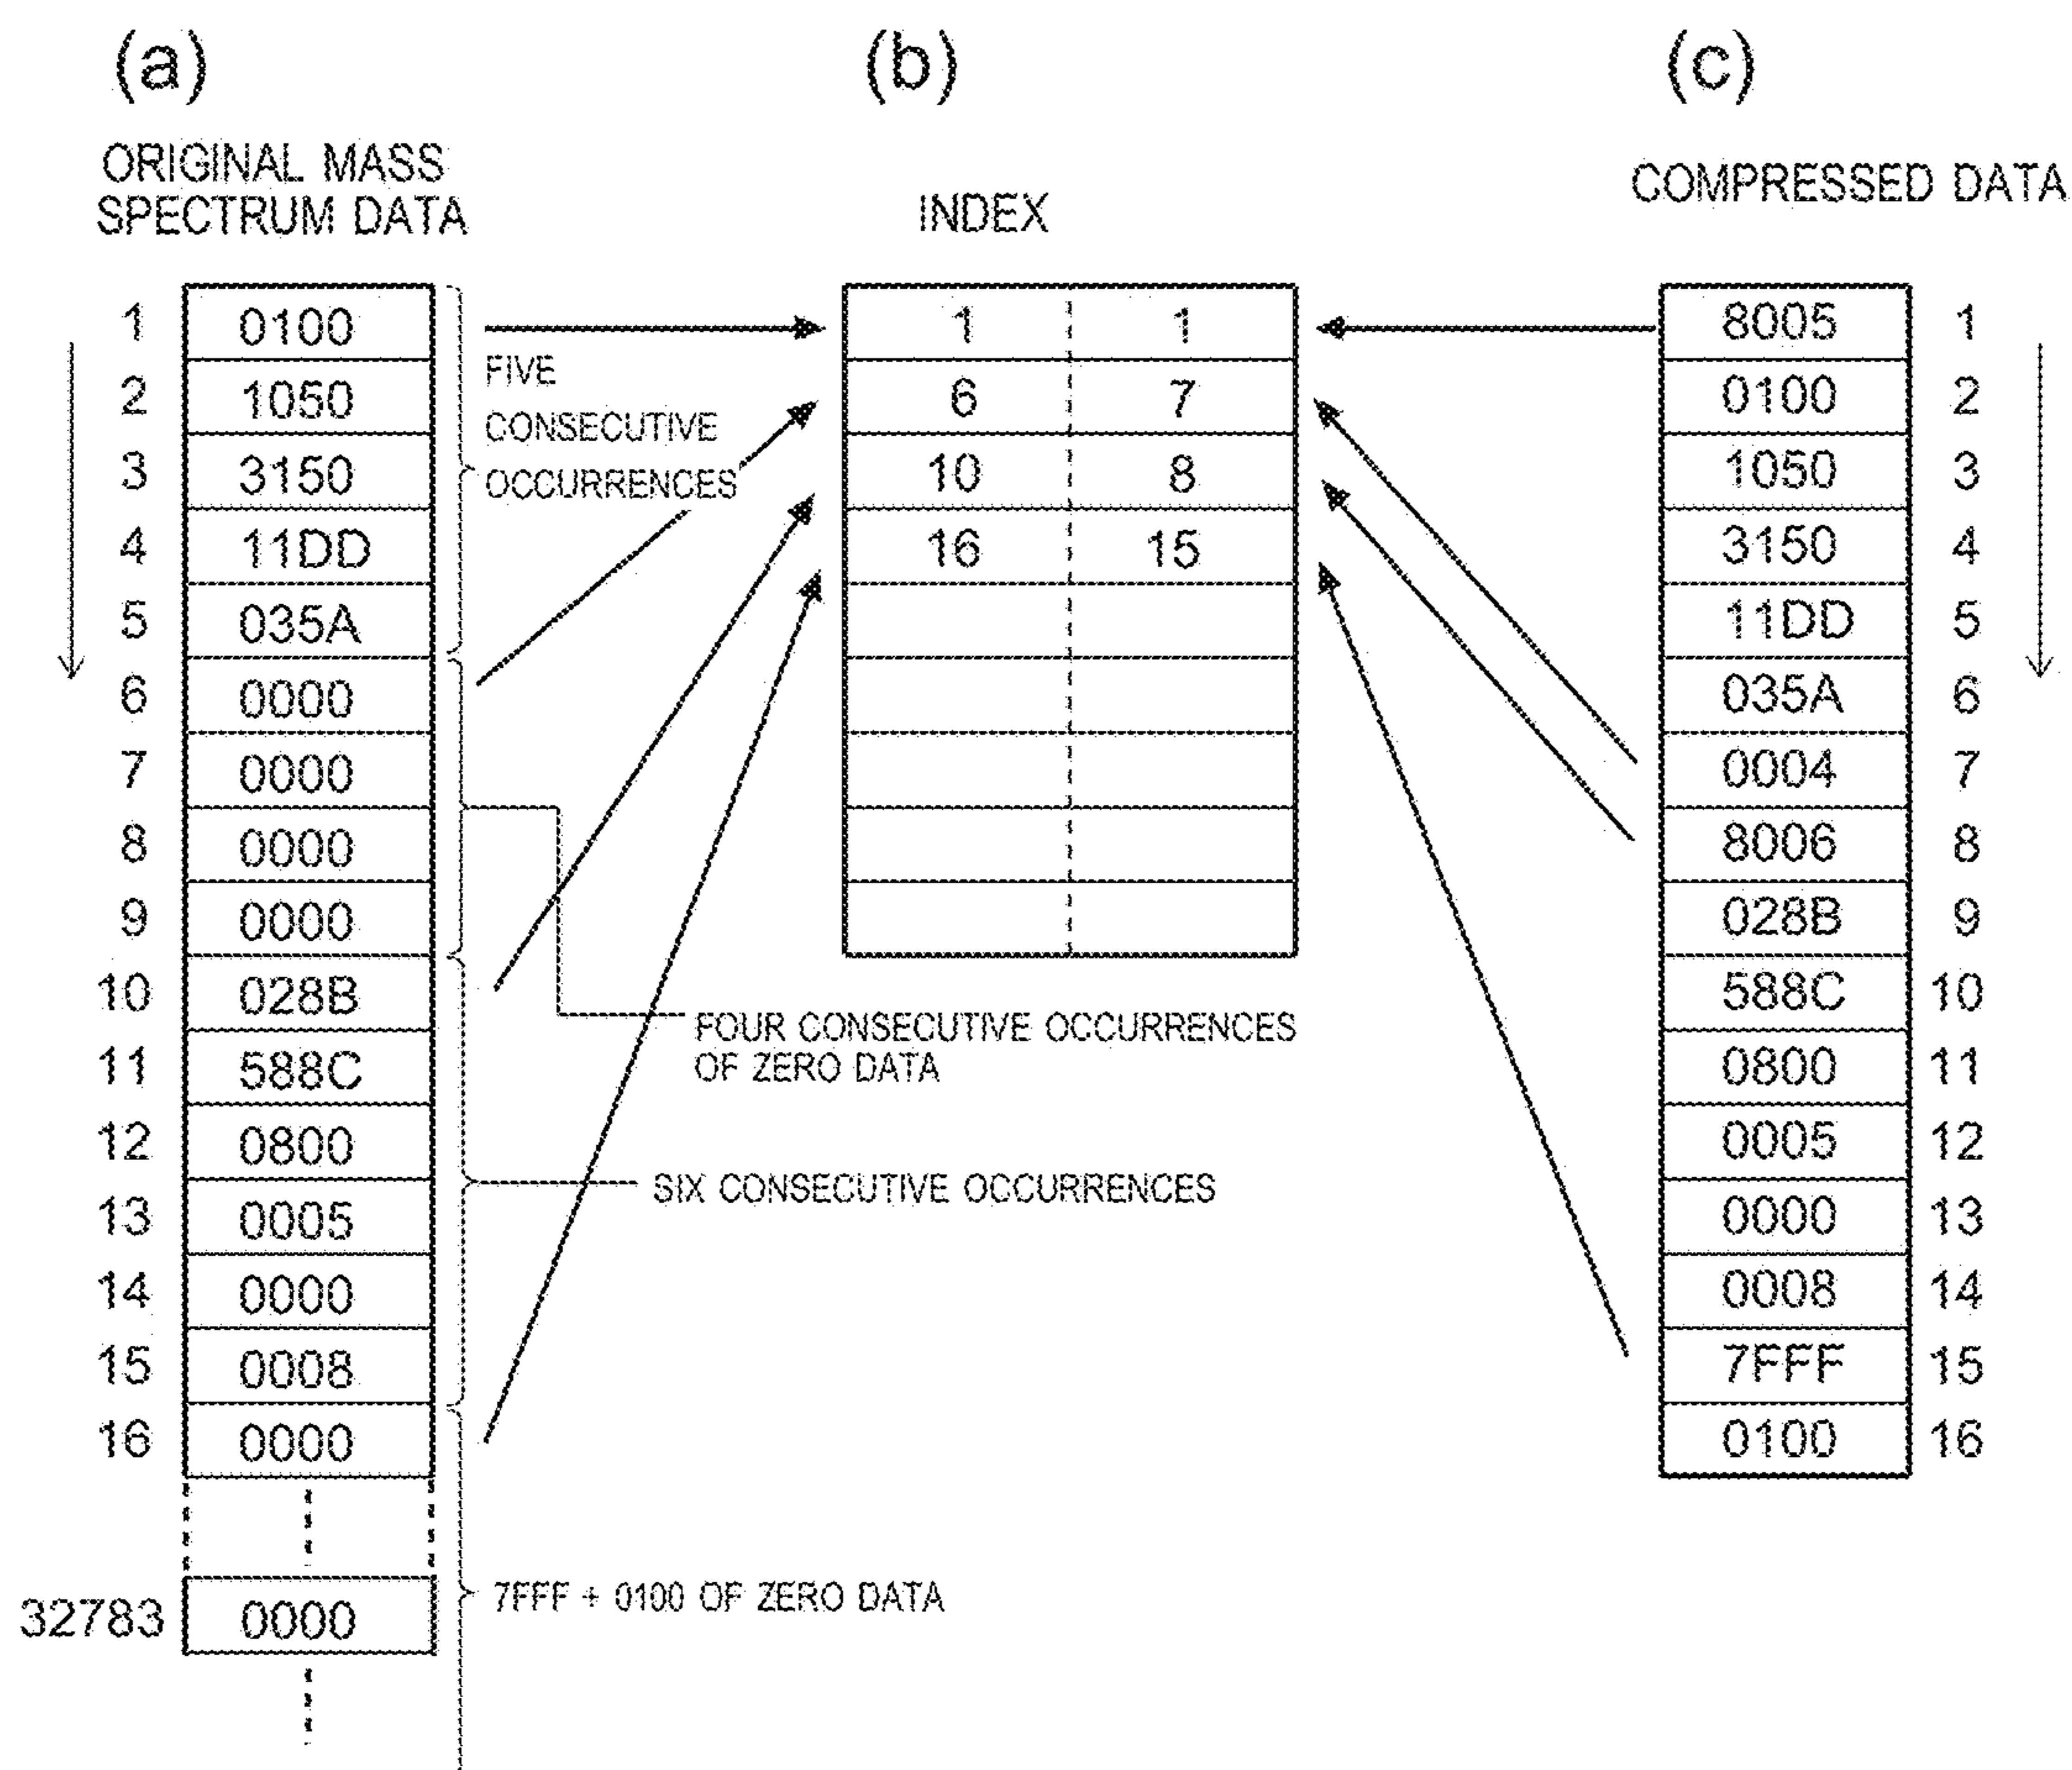 (a)
(b)
(c)
ORIGINAL MASS
SPECTRUM DATA
INDEX
COMPRESSED DATA
1 0100
2 1050
3 3150
4 11DD
5 035A
6 0000
7 0000
8 0000
9 0000
10 028B
11 588C
12 0800
13 0005
14 0000
15 0008
16 0000
32783 0000
FIVE
CONSECUTIVE
OCCURRENCES
FOUR CONSECUTIVE OCCURRENCES
OF ZERO DATA
SIX CONSECUTIVE OCCURRENCES
7FFF + 0100 OF ZERO DATA
1 1
6 7
10 8
16 15
8005 1
0100 2
1050 3
3150 4
11DD 5
035A 6
0004 7
8006 8
028B 9
588C 10
0800 11
0005 12
0000 13
0008 14
7FFF 15
0100 16